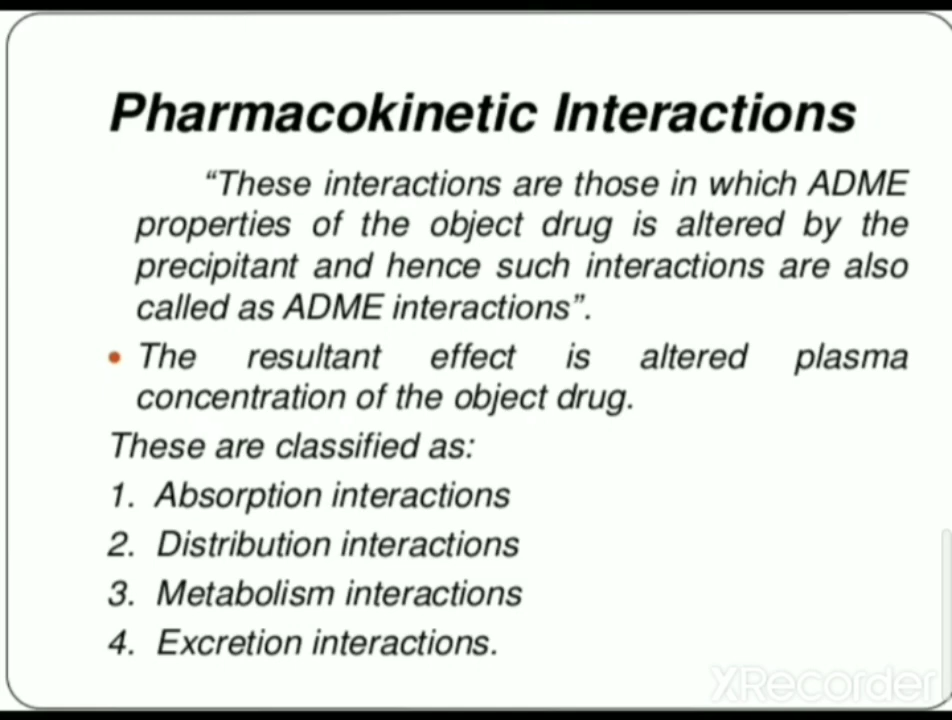 Pharmacokinetic Interactions
“These interactions are those in which ADME
properties of the object drug is altered by the
precipitant and hence such interactions are also
called as ADME interactions”.
• The resultant effect is altered plasma
concentration of the object drug.
These are classified as:
1. Absorption interactions
2. Distribution interactions
3. Metabolism interactions
4. Excretion interactions.
XRecorder